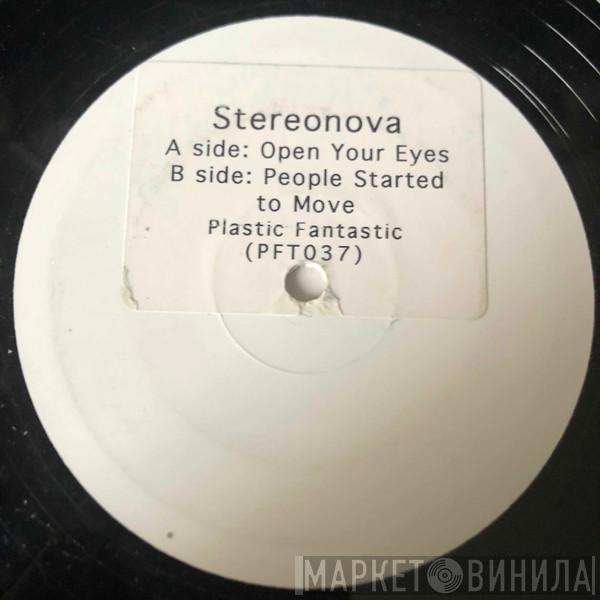 Stereonova
A side: Open Your Eyes
B side: People Started
to Move
Plastic Fantastic
(PFT037)
МАРКЕТ ВИНИЛА